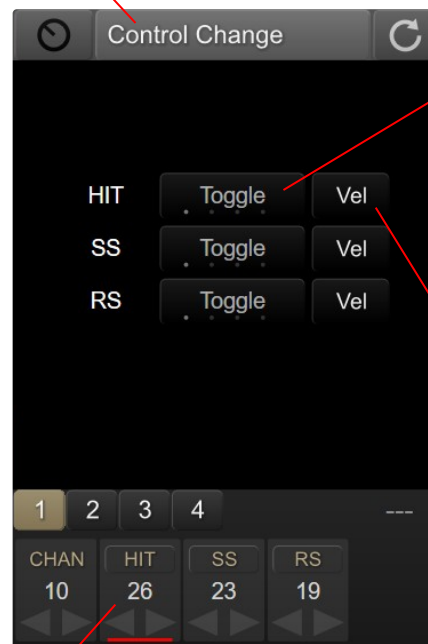 Control Change
HIT Toggle Vel
SS Toggle Vel
RS Toggle Vel
1 2 3 4 ---
CHAN HIT SS RS
10 26 23 19